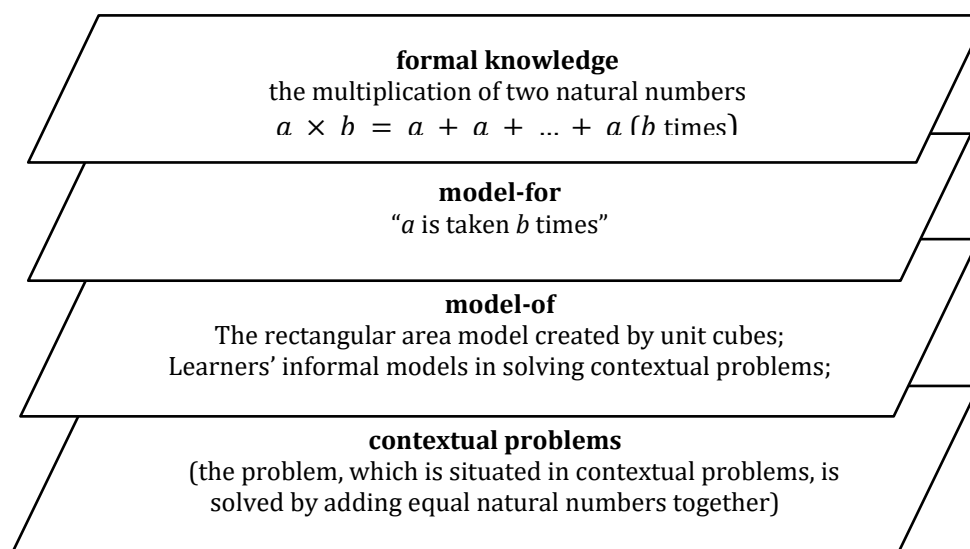 formal knowledge
the multiplication of two natural numbers
a × b = a + a + … + a (b times)
model-for
“a is taken b times”
model-of
The rectangular area model created by unit cubes;
Learners’ informal models in solving contextual problems;
contextual problems
(the problem, which is situated in contextual problems, is
solved by adding equal natural numbers together)